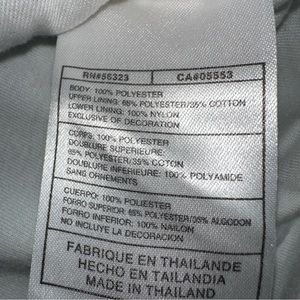 RN#56323 CA#05553
BODY: 100% POLYESTER
UPPER LINING: 65% POLYESTER/35% COTTON
LOWER LINING: 100% NYLON
EXCLUSIVE OF DECORATION
CORPS: 100% POLYESTER
DOUBLURE SUPERIEURE:
65% POLYESTER/35% COTON
DOUBLURE INFERIEURE: 100% POLYAMIDE
SANS ORNEMENTS
CUERPO: 100% POLIESTER
FORRO SUPERIOR: 65% POLIESTER/35% ALGODON
FORRO INFERIOR: 100% NAILON
NO INCLUYE LA DECORACION
FABRIQUE EN THAILANDE
HECHO EN TAILANDIA
MADE IN THAILAND